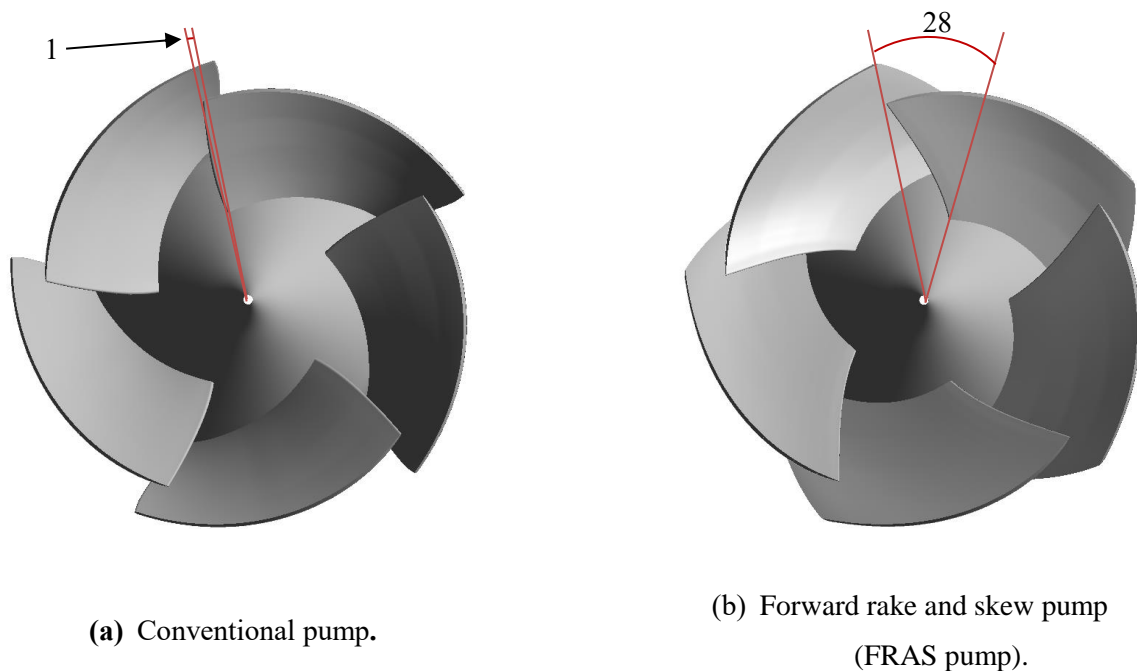 1
28
(a) Conventional pump.
(b) Forward rake and skew pump
(FRAS pump).